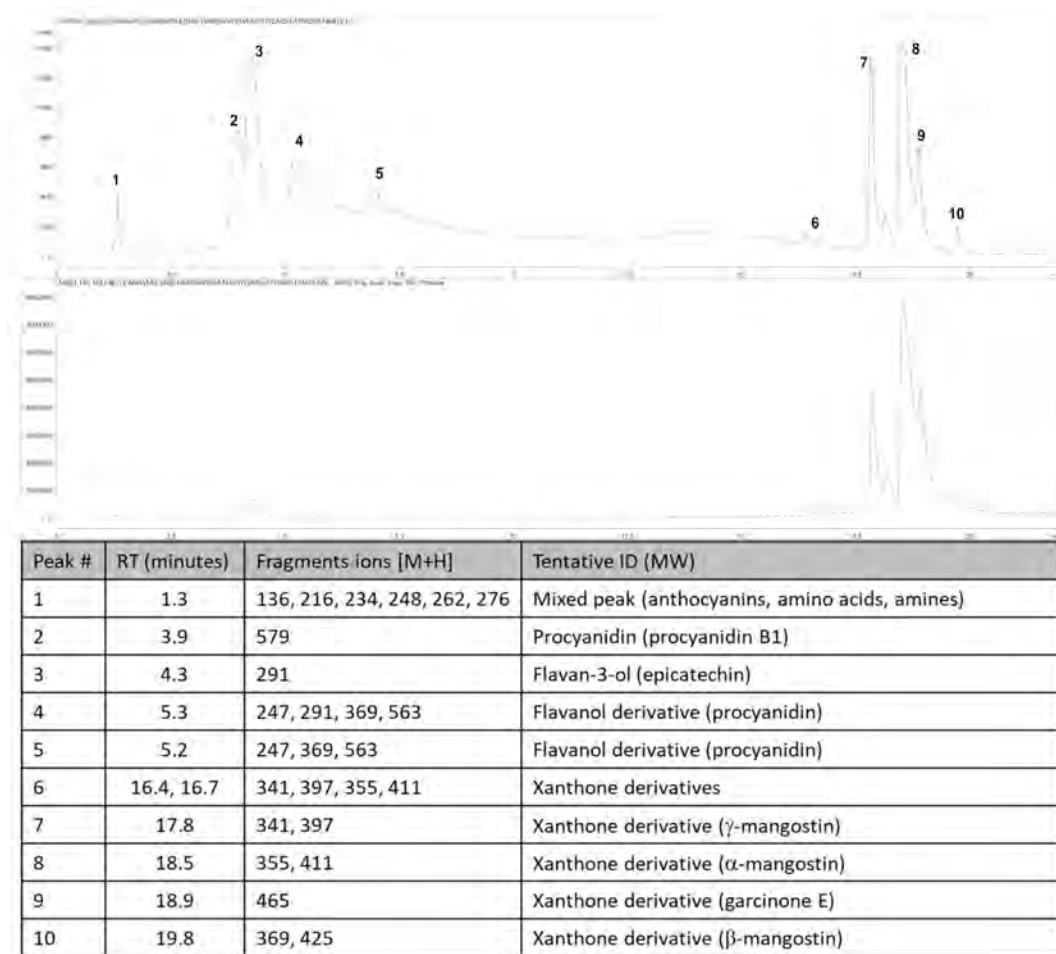 3
8
7
2
9
4
1
5
6
10
Peak # RT (minutes) Fragments ions [M+H] Tentative ID (MW)
1 1.3 136, 216, 234, 248, 262, 276 Mixed peak (anthocyanins, amino acids, amines)
2 3.9 579 Procyanidin (procyanidin B1)
3 4.3 291 Flavan-3-ol (epicatechin)
4 5.3 247, 291, 369, 563 Flavanol derivative (procyanidin)
5 5.2 247, 369, 563 Flavanol derivative (procyanidin)
6 16.4, 16.7 341, 397, 355, 411 Xanthone derivatives
7 17.8 341, 397 Xanthone derivative (γ-mangostin)
8 18.5 355, 411 Xanthone derivative (α-mangostin)
9 18.9 465 Xanthone derivative (garcinone E)
10 19.8 369, 425 Xanthone derivative (β-mangostin)